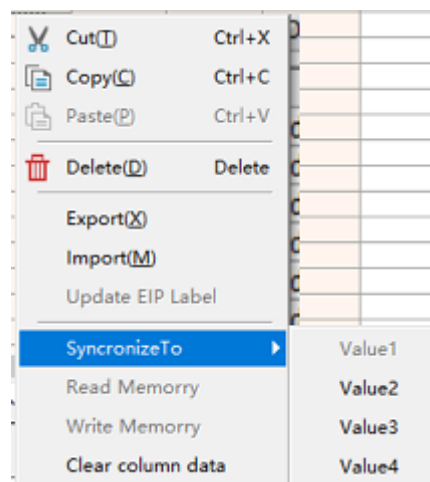 Cut(T) Ctrl+X
Copy(C) Ctrl+C
Paste(P) Ctrl+V
Delete(D) Delete
Export(X)
Import(M)
Update EIP Label
SyncronizeTo Value1
Read Memorry Value2
Write Memorry Value3
Clear column data Value4